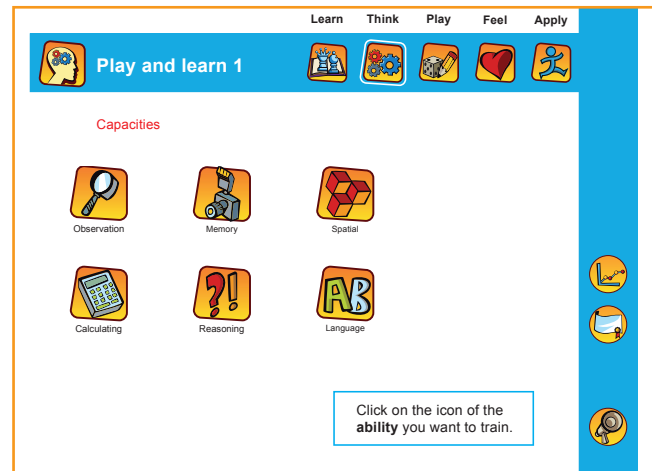 Learn Think Play Feel Apply
Play and learn 1
Capacities
Observation Memory Spatial
Calculating Reasoning Language
AB
Click on the icon of the
ability you want to train.